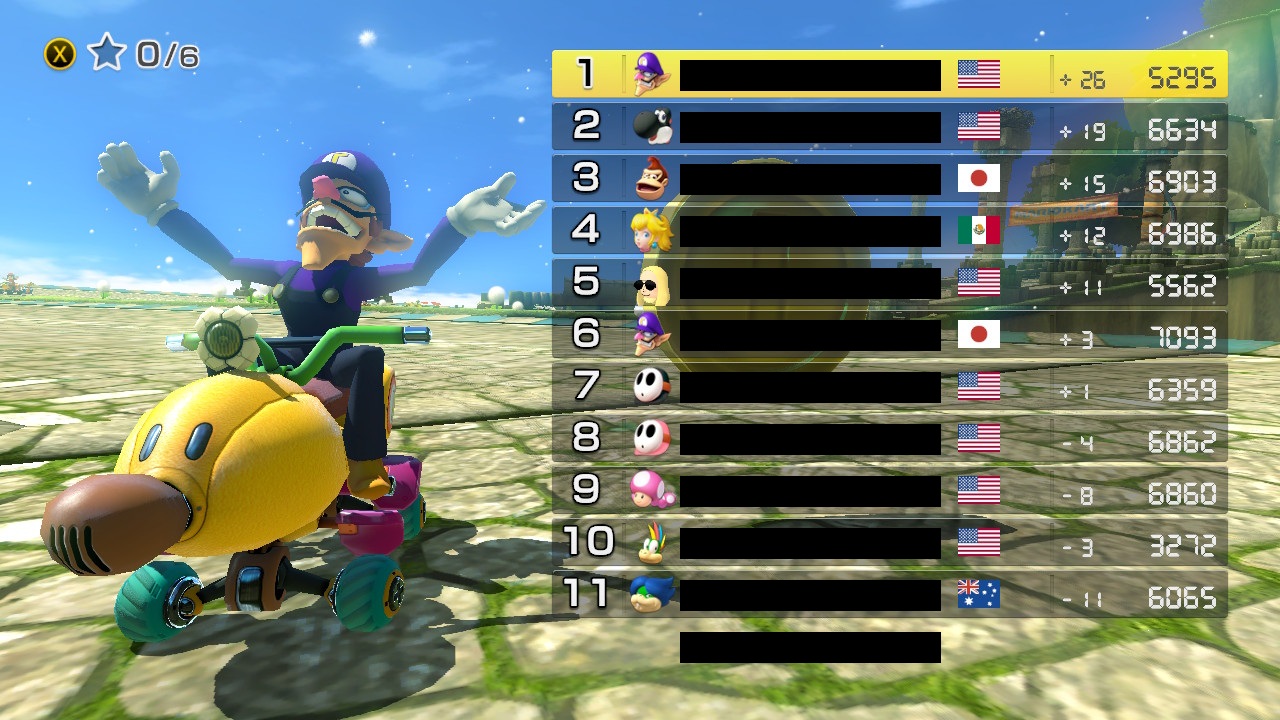 X 0/6
1 + 26 5295
2 + 19 6634
3 + 15 6903
4 + 12 6986
5 + 11 5562
6 + 3 7093
7 + 1 6359
8 - 4 6862
9 - 8 6860
10 - 3 3272
11 - 11 6065